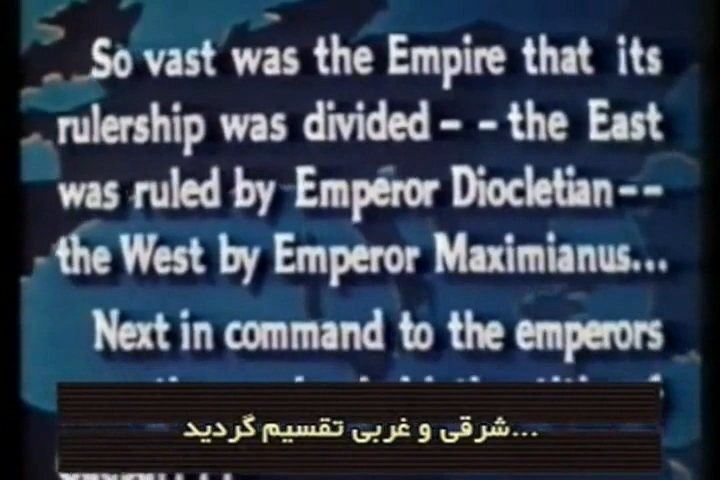 So vast was the Empire that its
rulership was divided - - the East
was ruled by Emperor Diocletian --
the West by Emperor Maximianus...
Next in command to the emperors
...شرقی و غربی تقسیم گردید